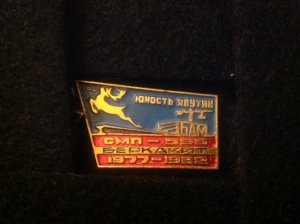 ЮНОСТЬ ЯКУТИИ
БАМ
СМП - 595
БЕРКАКИТ
1977-1982